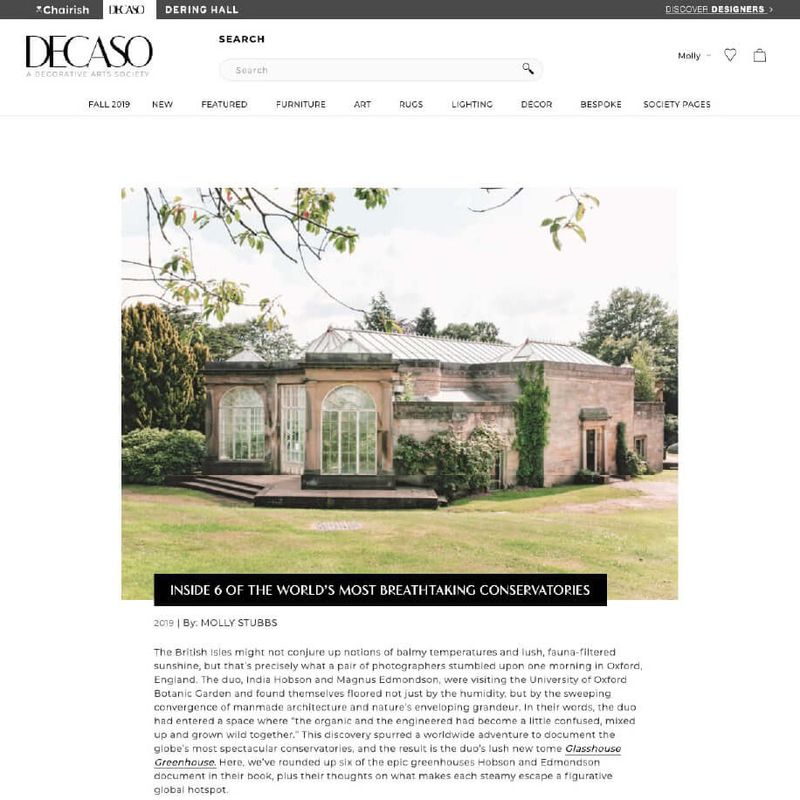 Chairish DECASO DERING HALL DISCOVER DESIGNERS >
DECASO
A DECORATIVE ARTS SOCIETY
SEARCH
Search
Molly
FALL 2019 NEW FEATURED FURNITURE ART RUGS LIGHTING DÉCOR BESPOKE SOCIETY PAGES
INSIDE 6 OF THE WORLD'S MOST BREATHTAKING CONSERVATORIES
2019 | By: MOLLY STUBBS
The British Isles might not conjure up notions of balmy temperatures and lush, fauna-filtered
sunshine, but that's precisely what a pair of photographers stumbled upon one morning in Oxford,
England. The duo, India Hobson and Magnus Edmondson, were visiting the University of Oxford
Botanic Garden and found themselves floored not just by the humidity, but by the sweeping
convergence of manmade architecture and nature's enveloping grandeur. In their words, the duo
had entered a space where "the organic and the engineered had become a little confused, mixed
up and grown wild together." This discovery spurred a worldwide adventure to document the
globe's most spectacular conservatories, and the result is the duo's lush new tome Glasshouse
Greenhouse. Here, we've rounded up six of the epic greenhouses Hobson and Edmondson
document in their book, plus their thoughts on what makes each steamy escape a figurative
global hotspot.